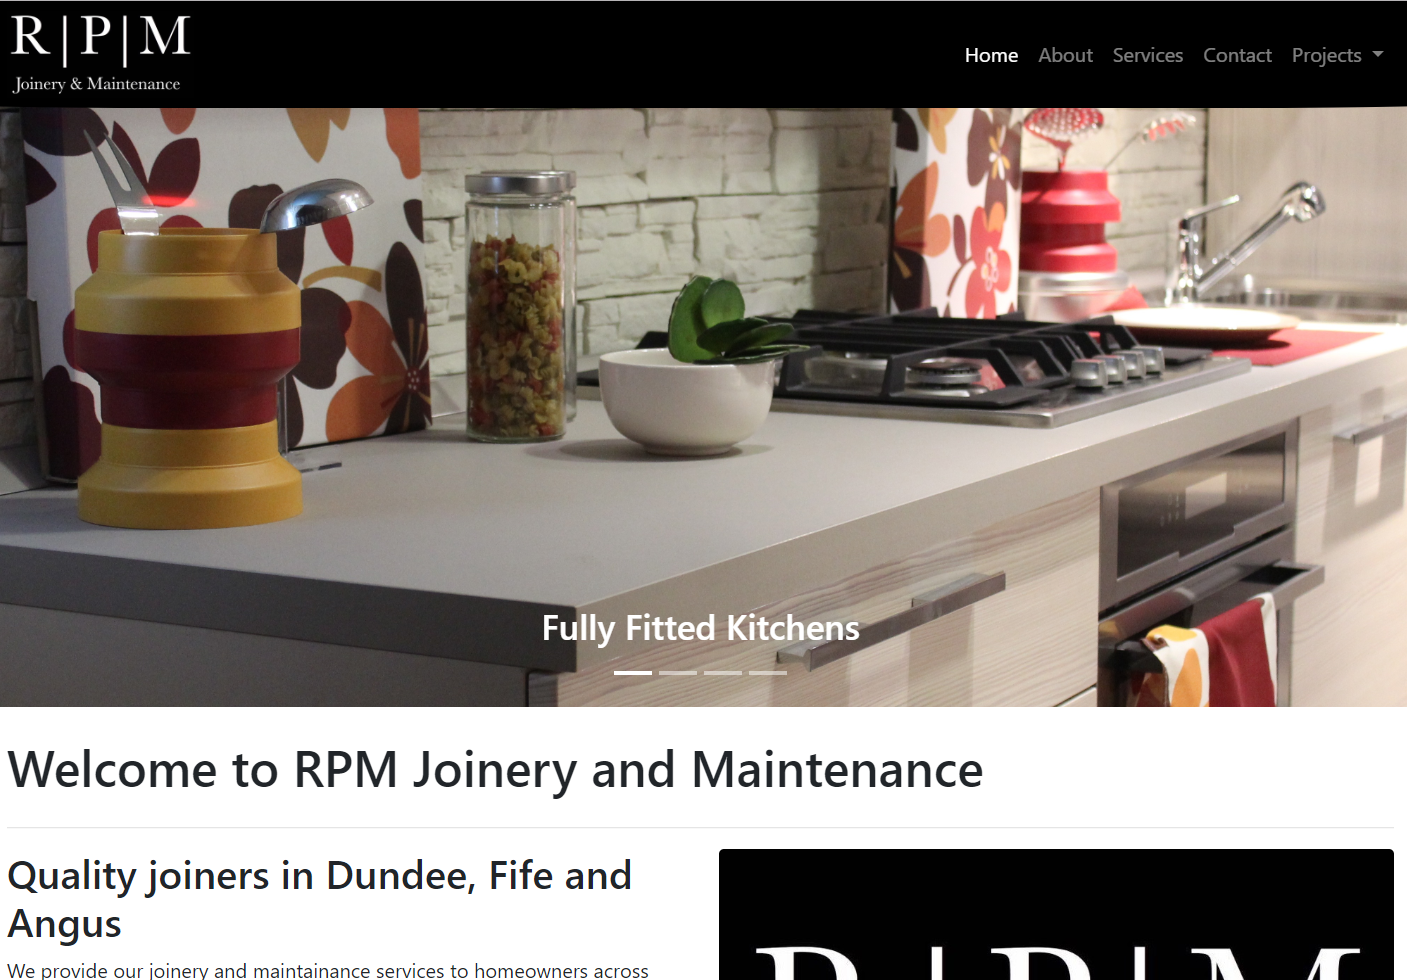 R|P|M
Joinery & Maintenance
Home About Services Contact Projects
Fully Fitted Kitchens
Welcome to RPM Joinery and Maintenance
Quality joiners in Dundee, Fife and
Angus
We provide our joinery and maintainance services to homeowners across
R|P|M